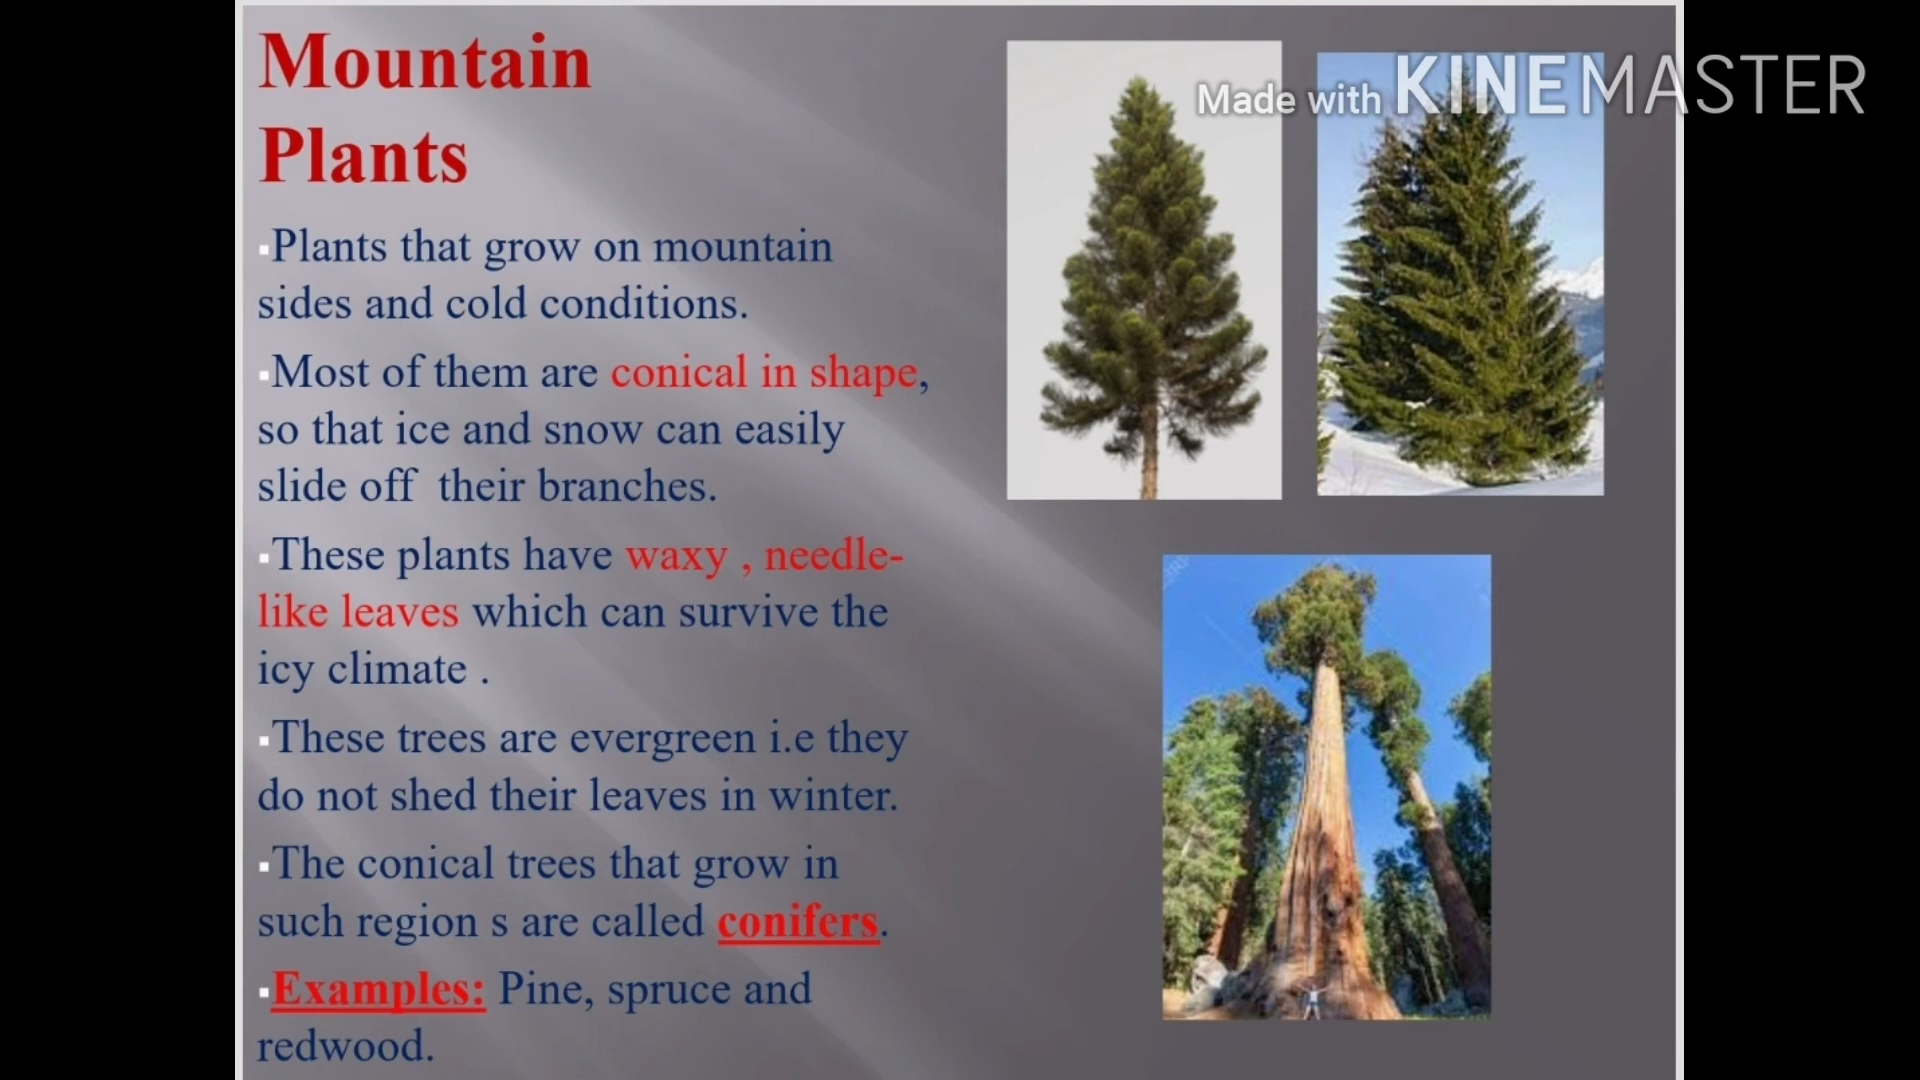 Mountain
Plants
Made with KINEMASTER
▪Plants that grow on mountain
sides and cold conditions.
▪Most of them are conical in shape,
so that ice and snow can easily
slide off  their branches.
▪These plants have waxy , needle-
like leaves which can survive the
icy climate .
▪These trees are evergreen i.e they
do not shed their leaves in winter.
▪The conical trees that grow in
such region s are called conifers.
▪Examples: Pine, spruce and
redwood.